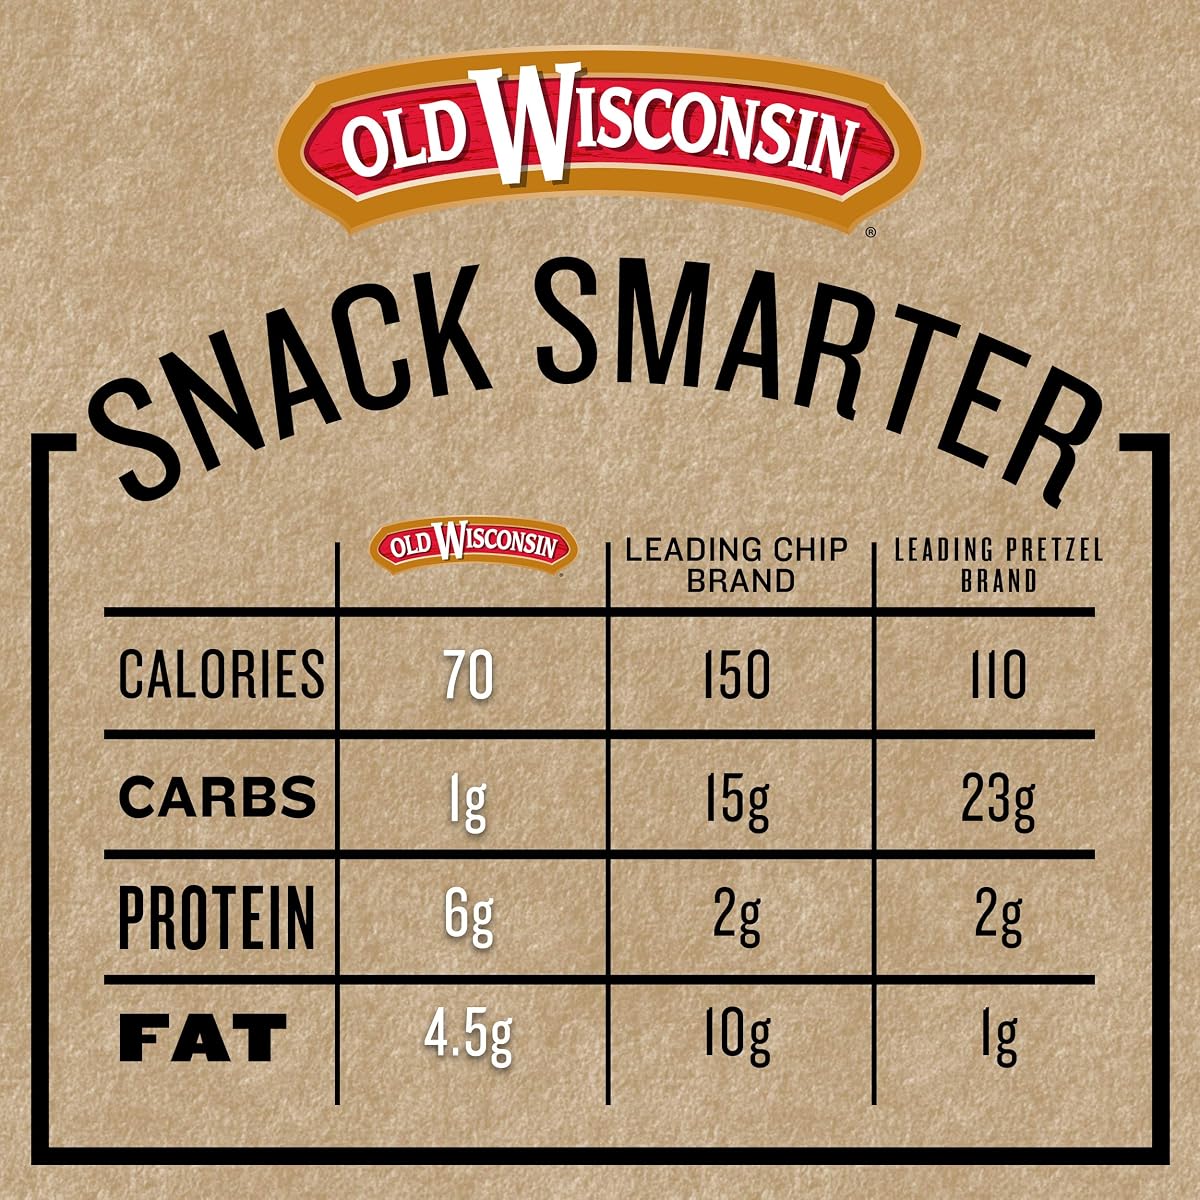 OLD WISCONSIN
®
SNACK SMARTER
OLD WISCONSIN LEADING CHIP BRAND LEADING PRETZEL BRAND
CALORIES 70 150 110
CARBS 1g 15g 23g
PROTEIN 6g 2g 2g
FAT 4.5g 10g 1g